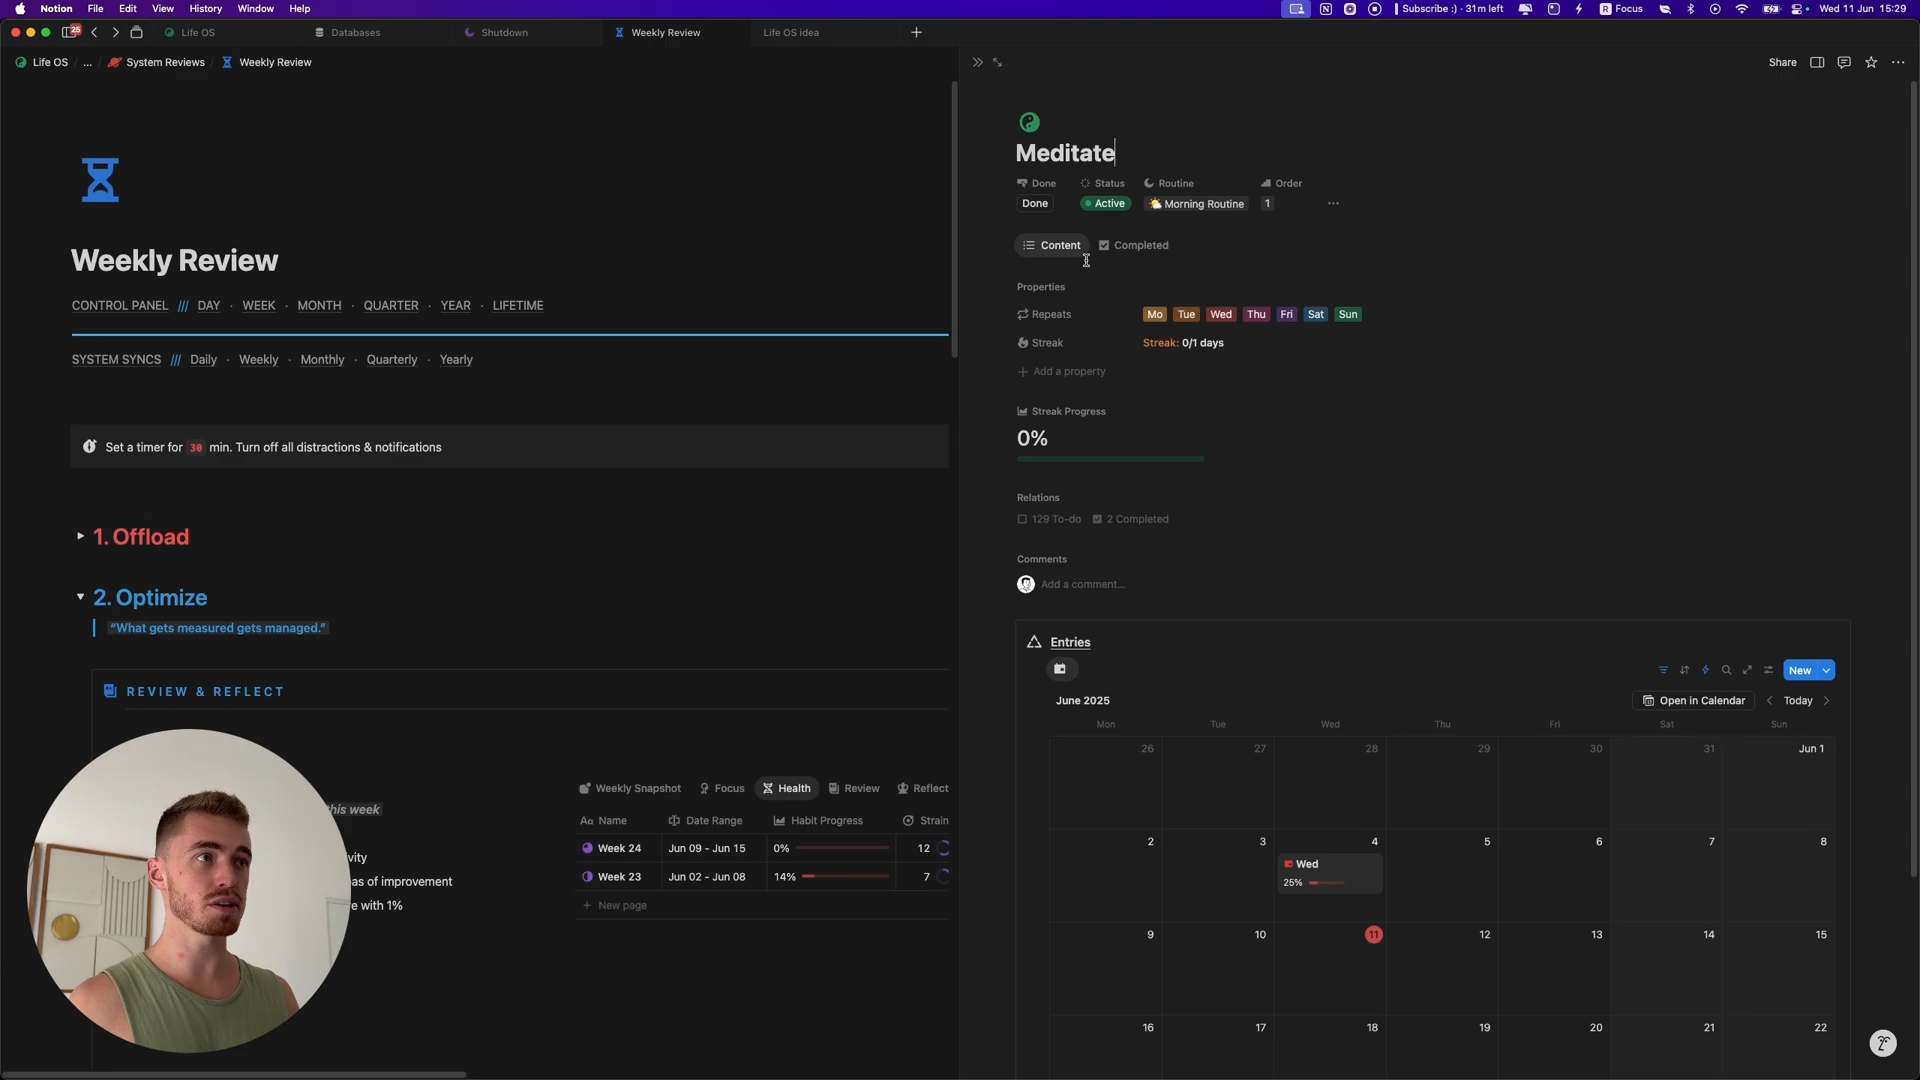 Notion File Edit View History Window Help
Subscribe :) · 31m left
Focus
Wed 11 Jun 15:29
25
Life OS
Databases
Shutdown
Weekly Review
Life OS idea
Life OS / ... / System Reviews / Weekly Review
Share
Weekly Review
CONTROL PANEL /// DAY · WEEK · MONTH · QUARTER · YEAR · LIFETIME
SYSTEM SYNCS /// Daily · Weekly · Monthly · Quarterly · Yearly
Set a timer for 30 min. Turn off all distractions & notifications
1. Offload
2. Optimize
“What gets measured gets managed.”
REVIEW & REFLECT
this week
vity
as of improvement
e with 1%
Weekly Snapshot Focus Health Review Reflect
Aa Name Date Range Habit Progress Strain
Week 24 Jun 09 - Jun 15 0% 12
Week 23 Jun 02 - Jun 08 14% 7
+ New page
Meditate
Done Status Routine Order
Done Active Morning Routine 1
Content Completed
Properties
Repeats Mo Tue Wed Thu Fri Sat Sun
Streak Streak: 0/1 days
+ Add a property
Streak Progress
0%
Relations
129 To-do 2 Completed
Comments
Add a comment...
Entries
New
June 2025 Open in Calendar Today
Mon Tue Wed Thu Fri Sat Sun
26 27 28 29 30 31 Jun 1
2 3 4 5 6 7 8
Wed
25%
9 10 11 12 13 14 15
16 17 18 19 20 21 22